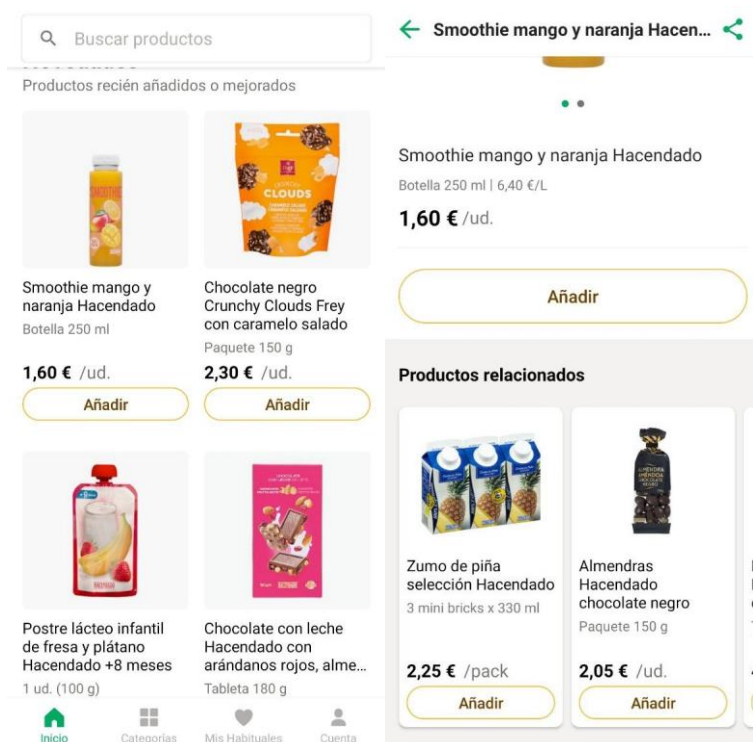 Buscar productos
Productos recién añadidos o mejorados
Smoothie mango y
naranja Hacendado
Botella 250 ml
1,60 € /ud.
Añadir
CLOUDS
Chocolate negro
Crunchy Clouds Frey
con caramelo salado
Paquete 150 g
2,30 € /ud.
Añadir
Postre lácteo infantil
de fresa y plátano
Hacendado +8 meses
1 ud. (100 g)
Chocolate con leche
Hacendado con
arándanos rojos, alme...
Tableta 180 g
Inicio
Categorías
Mis Habituales
Cuenta
Smoothie mango y naranja Hacen...
Smoothie mango y naranja Hacendado
Botella 250 ml | 6,40 €/L
1,60 € /ud.
Añadir
Productos relacionados
Zumo de piña
selección Hacendado
3 mini bricks x 330 ml
2,25 € /pack
Añadir
Almendras
Hacendado
chocolate negro
Paquete 150 g
2,05 € /ud.
Añadir